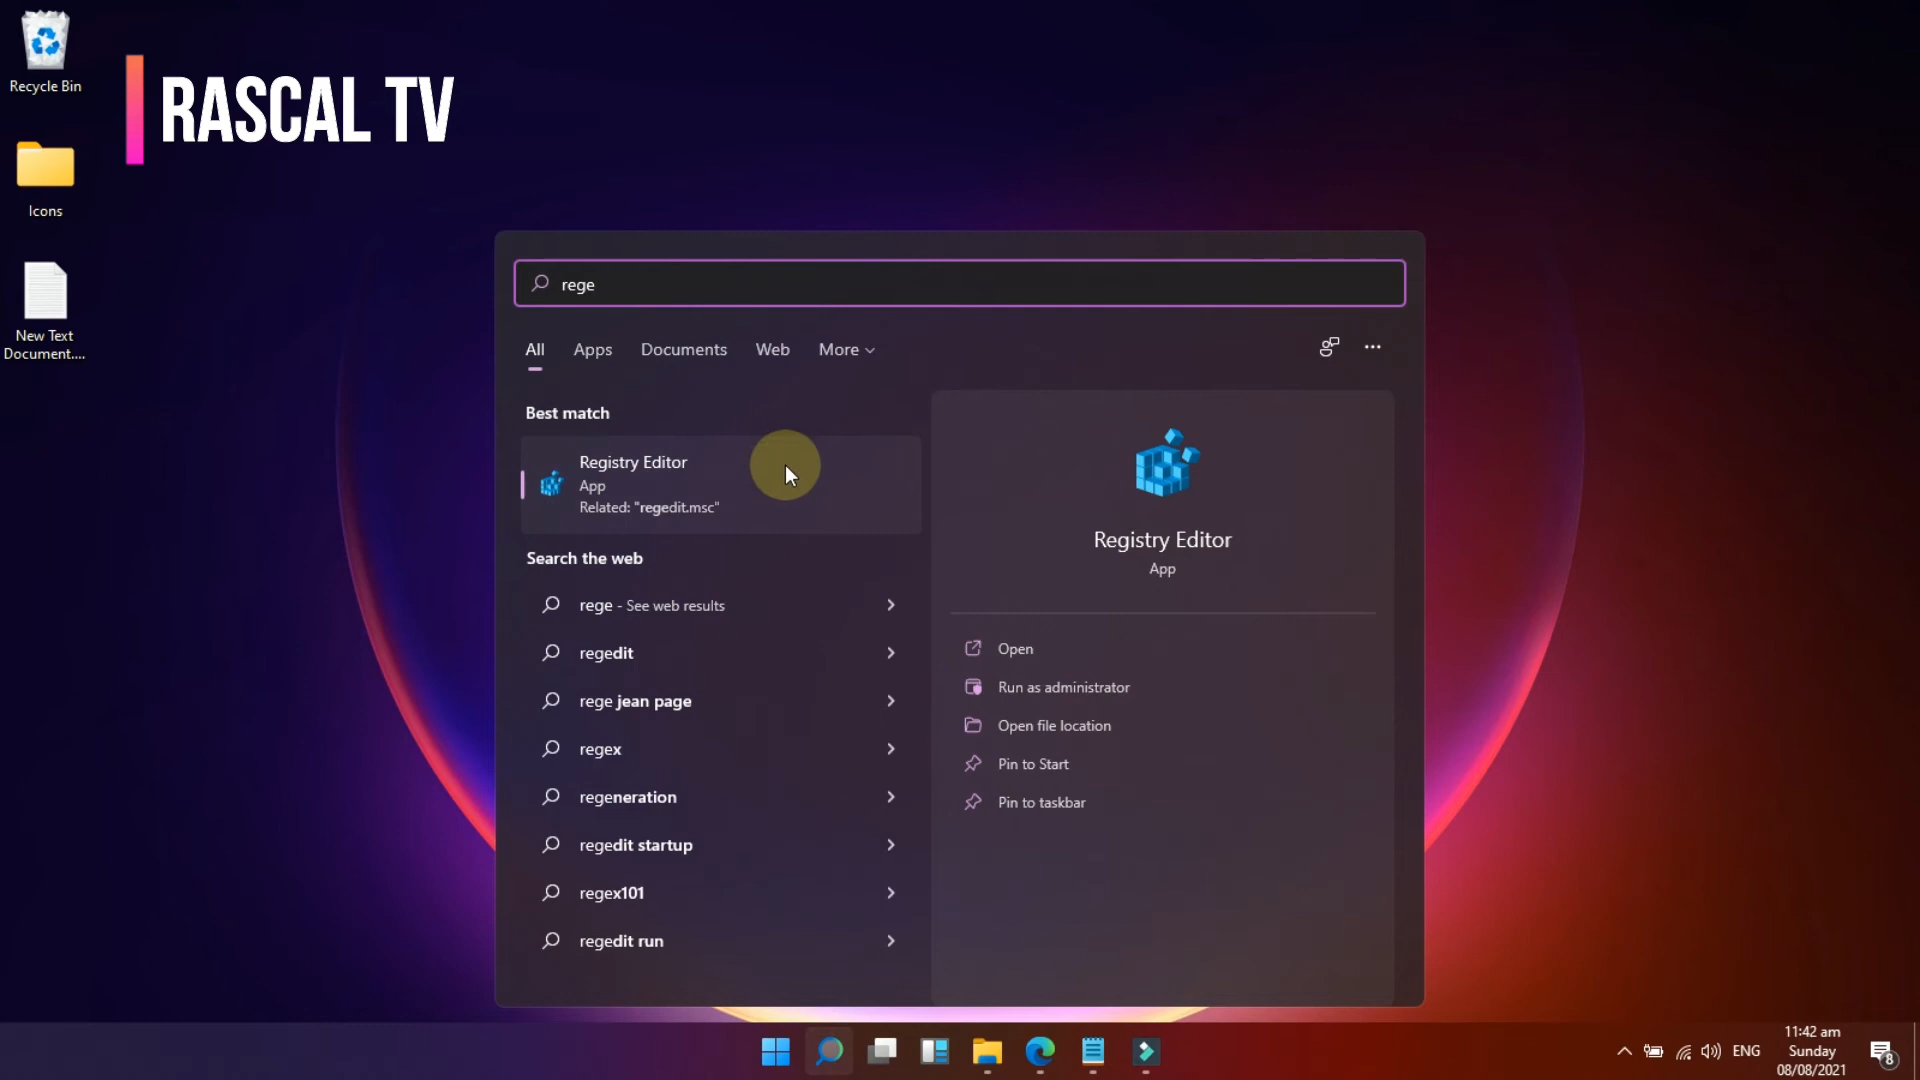 Recycle Bin
RASCAL TV
Icons
New Text
Document....
rege
All
Apps
Documents
Web
More
Best match
Registry Editor
App
Related: "regedit.msc"
Search the web
rege - See web results
regedit
rege jean page
regex
regeneration
regedit startup
regex101
regedit run
Registry Editor
App
Open
Run as administrator
Open file location
Pin to Start
Pin to taskbar
ENG
11:42 am
Sunday
08/08/2021
8